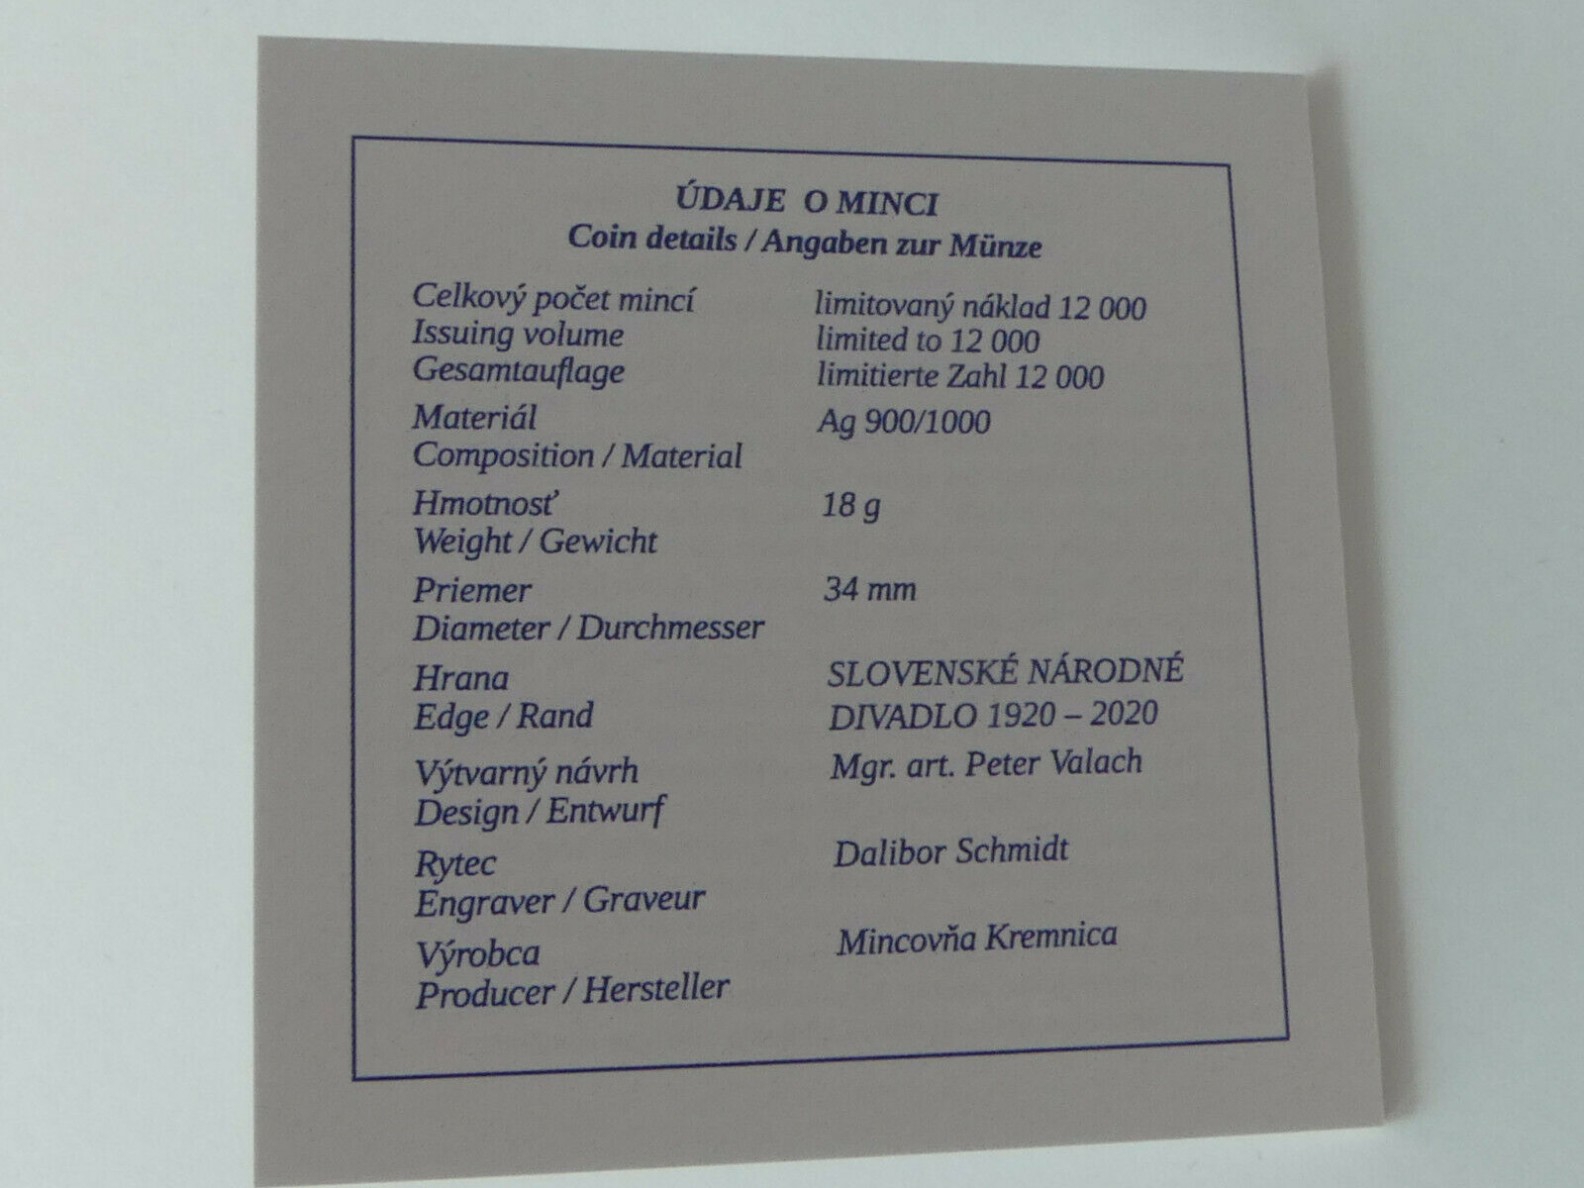 ÚDAJE O MINCI
Coin details / Angaben zur Münze
Celkový počet mincí limitovaný náklad 12 000
Issuing volume limited to 12 000
Gesamtauflage limitierte Zahl 12 000
Materiál Ag 900/1000
Composition / Material
Hmotnosť 18 g
Weight / Gewicht
Priemer 34 mm
Diameter / Durchmesser
Hrana SLOVENSKÉ NÁRODNÉ
Edge / Rand DIVADLO 1920 – 2020
Výtvarný návrh Mgr. art. Peter Valach
Design / Entwurf
Rytec Dalibor Schmidt
Engraver / Graveur
Výrobca Mincovňa Kremnica
Producer / Hersteller